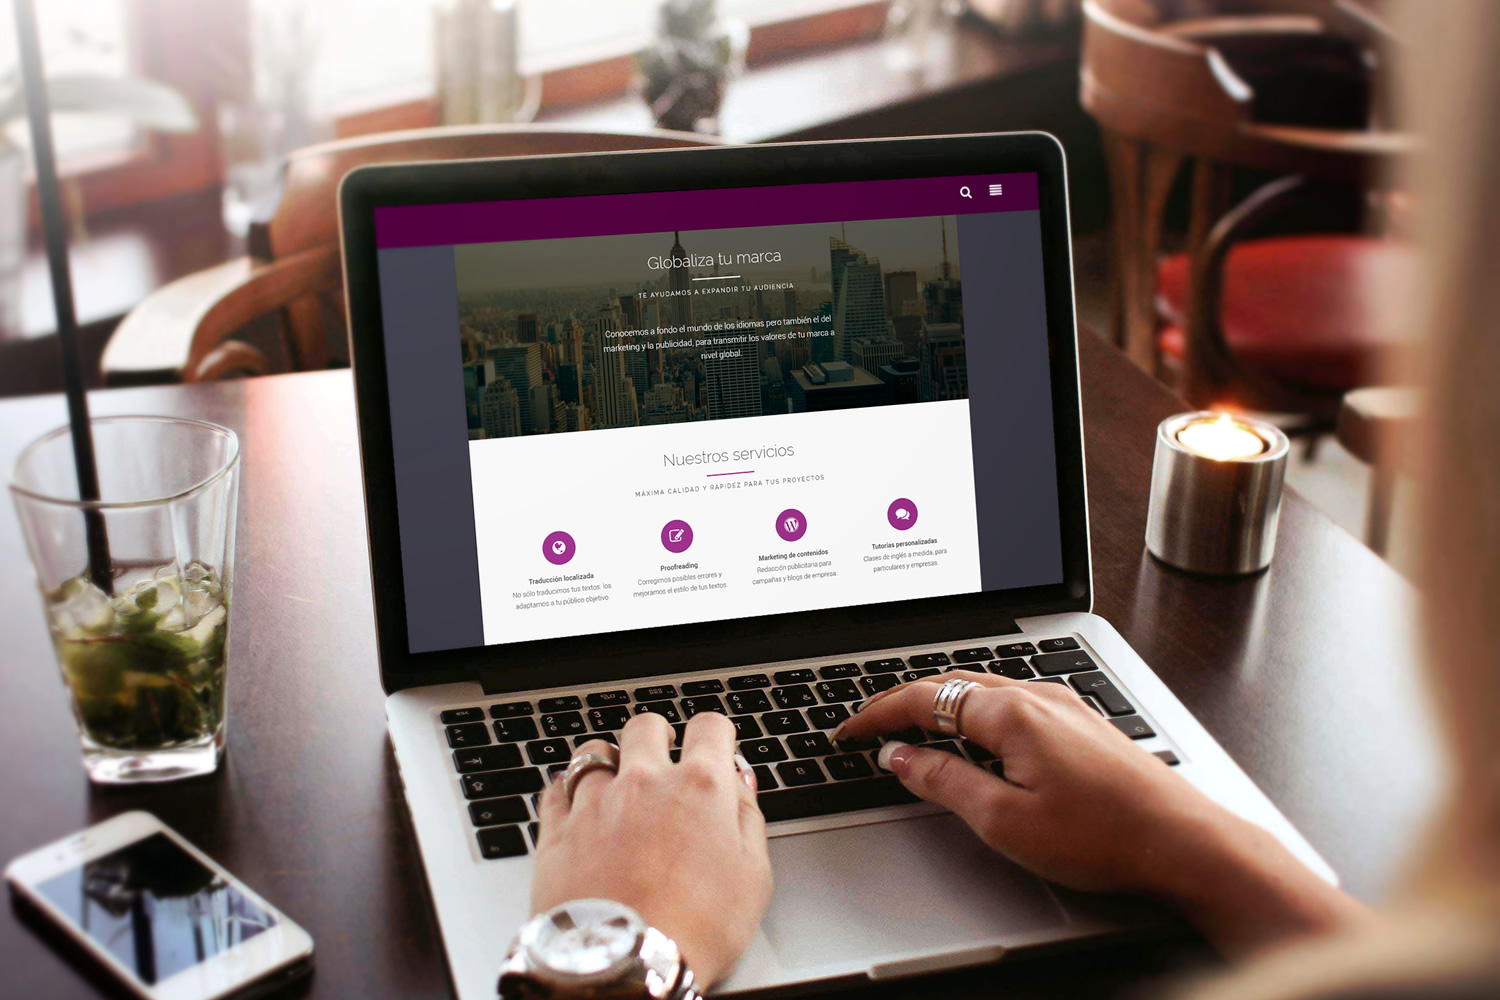 Globaliza tu marca
TE AYUDAMOS A EXPANDIR TU AUDIENCIA
Conocemos a fondo el mundo de los idiomas pero también el del
marketing y la publicidad, para transmitir los valores de tu marca a
nivel global.
Nuestros servicios
MÁXIMA CALIDAD Y RAPIDEZ PARA TUS PROYECTOS
Traducción localizada
No sólo traducimos tus textos: los
adaptamos a tu público objetivo.
Proofreading
Corregimos posibles errores y
mejoramos el estilo de tus textos.
Marketing de contenidos
Redacción publicitaria para
campañas y blogs de empresa.
Tutorías personalizadas
Clases de inglés a medida, para
particulares y empresas.
Q
T Z U
G H
B N